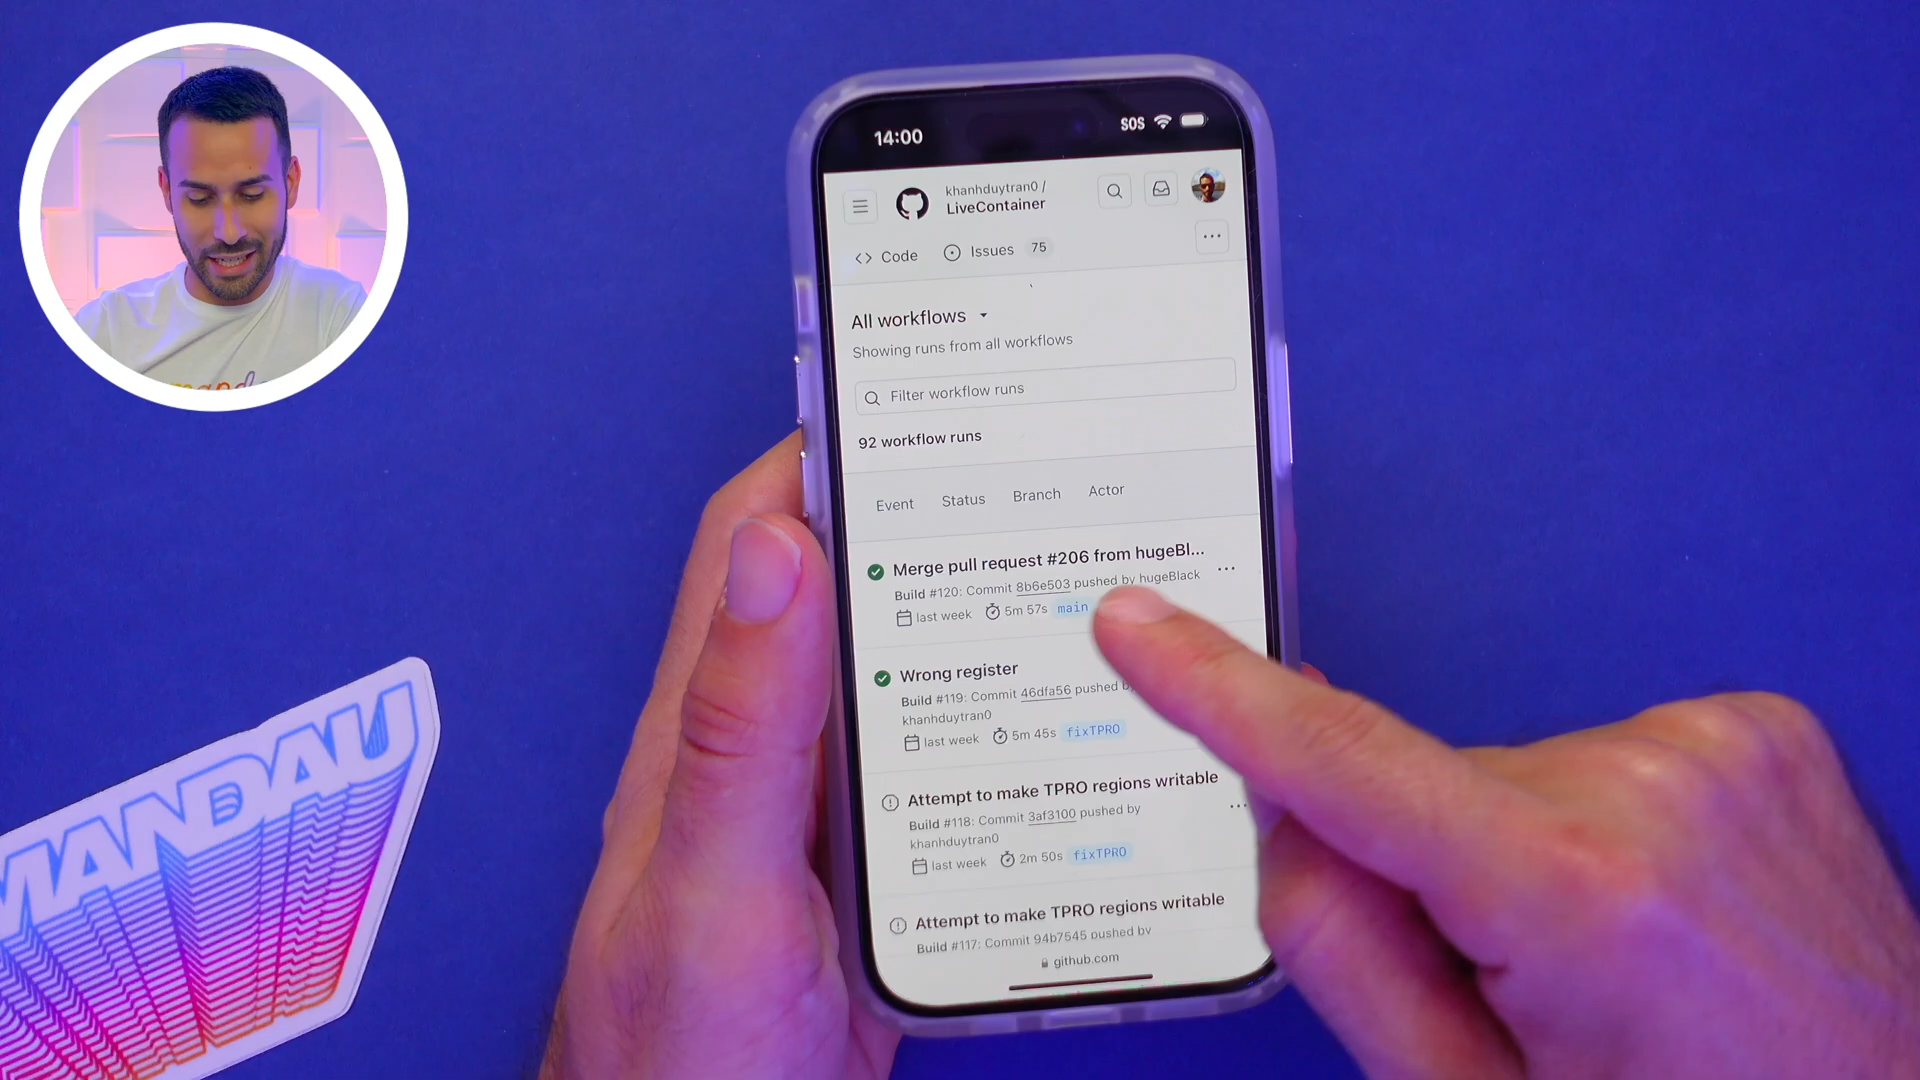 14:00
SOS
khanhduytran0 /
LiveContainer
Code
Issues 75
All workflows
Showing runs from all workflows
Filter workflow runs
92 workflow runs
Event Status Branch Actor
Merge pull request #206 from hugeBl...
Build #120: Commit 8b6e503 pushed by hugeBlack
last week 5m 57s main
Wrong register
Build #119: Commit 46dfa56 pushed by
khanhduytran0
last week 5m 45s fixTPRO
Attempt to make TPRO regions writable
Build #118: Commit 3af3100 pushed by
khanhduytran0
last week 2m 50s fixTPRO
Attempt to make TPRO regions writable
Build #117: Commit 94b7545 pushed by
github.com
MANDAU